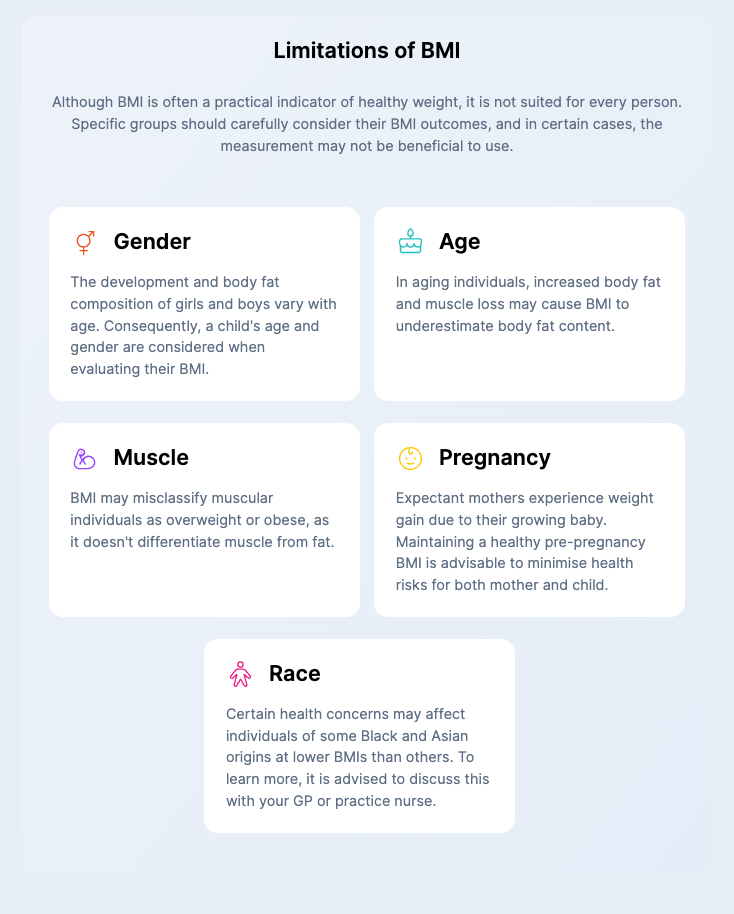 Limitations of BMI
Although BMI is often a practical indicator of healthy weight, it is not suited for every person.
Specific groups should carefully consider their BMI outcomes, and in certain cases, the
measurement may not be beneficial to use.
Gender
The development and body fat
composition of girls and boys vary with
age. Consequently, a child's age and
gender are considered when
evaluating their BMI.
Age
In aging individuals, increased body fat
and muscle loss may cause BMI to
underestimate body fat content.
Muscle
BMI may misclassify muscular
individuals as overweight or obese, as
it doesn't differentiate muscle from fat.
Pregnancy
Expectant mothers experience weight
gain due to their growing baby.
Maintaining a healthy pre-pregnancy
BMI is advisable to minimise health
risks for both mother and child.
Race
Certain health concerns may affect
individuals of some Black and Asian
origins at lower BMIs than others. To
learn more, it is advised to discuss this
with your GP or practice nurse.